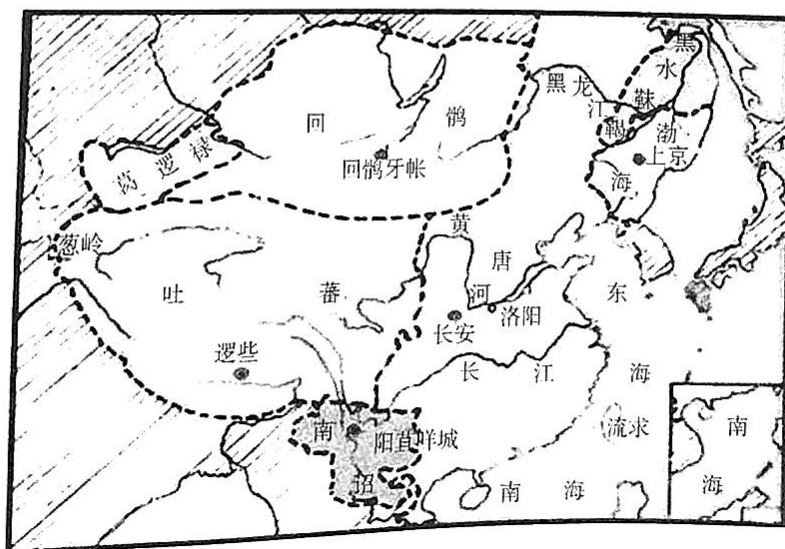 黑水靺鞨
黑龙江
渤海
上京
回鹘
回鹘牙帐
葛逻禄
葱岭
吐蕃
逻些
黄河
唐
洛阳
长安
长江
东海
流求
南诏
阳苴咩城
南海
南海